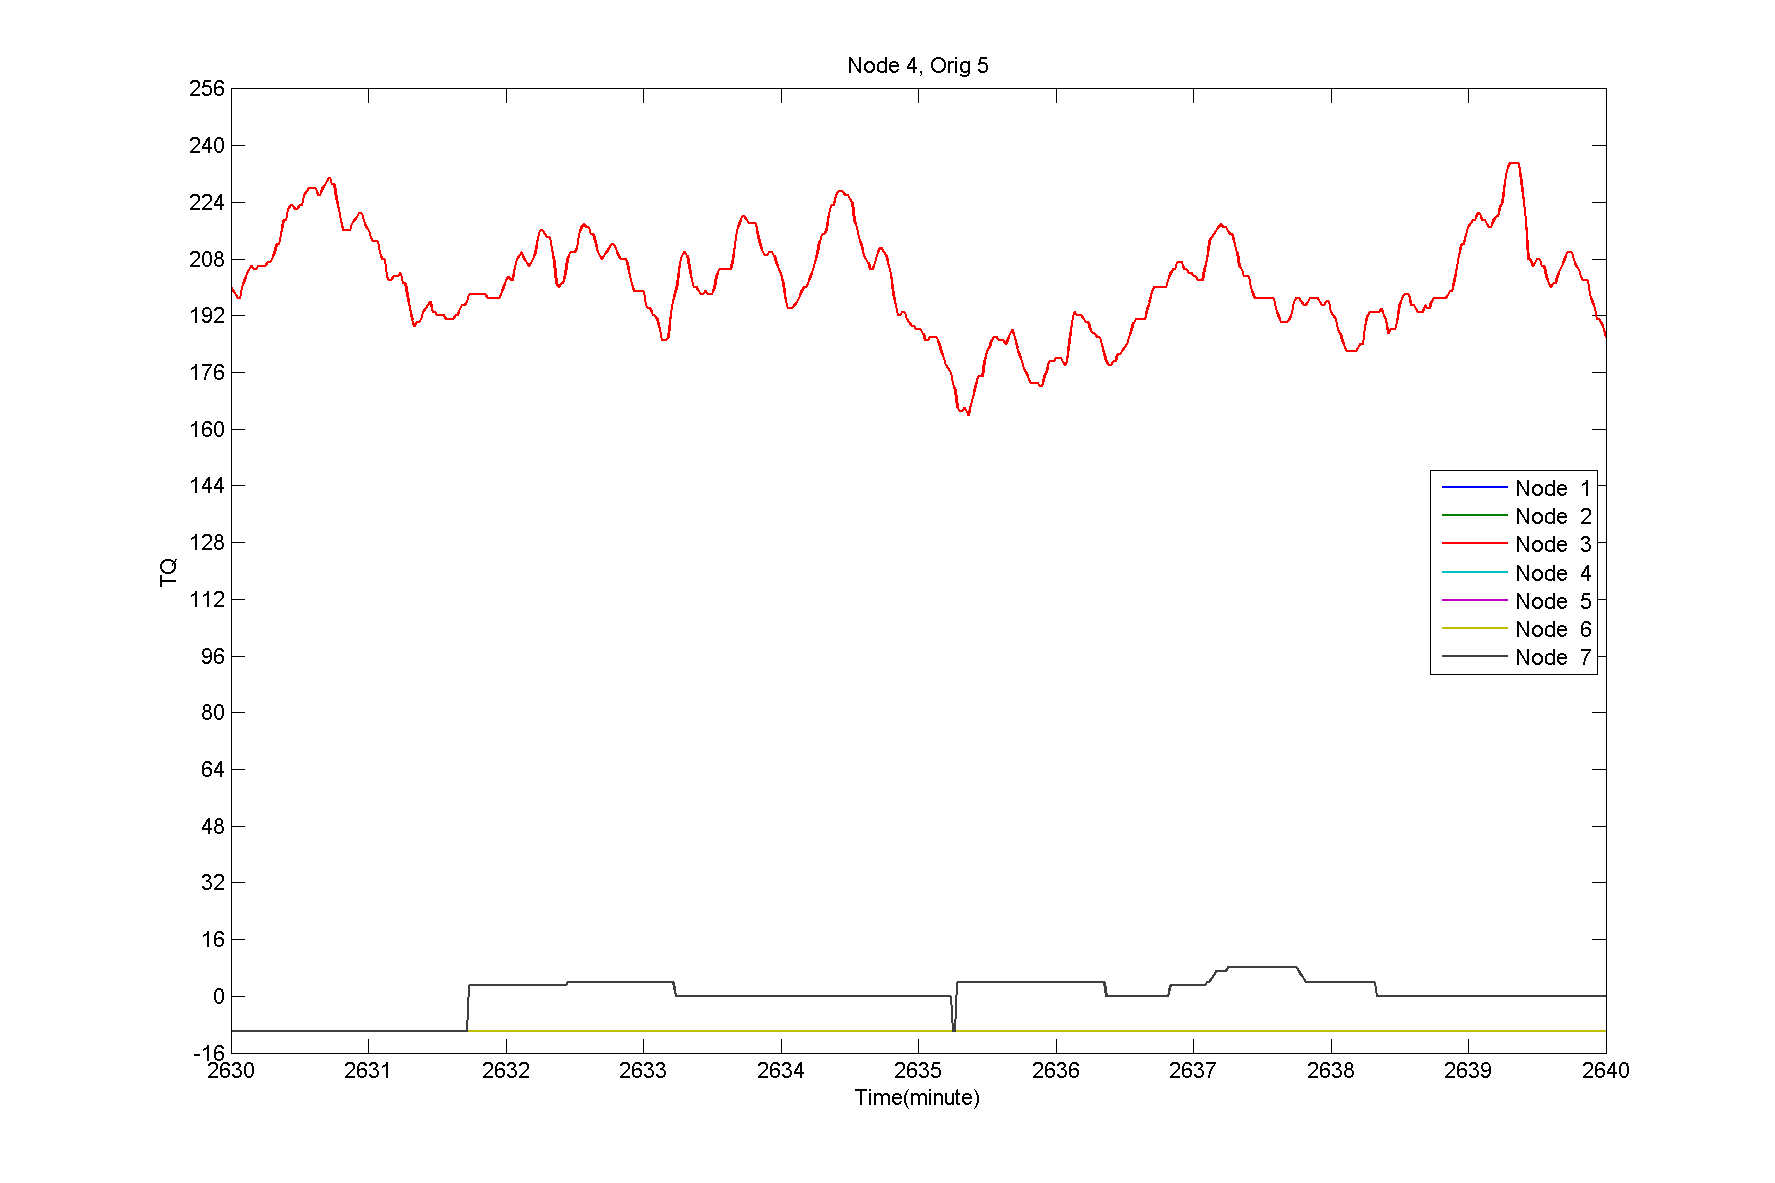 Node 4, Orig 5
256
240
224
208
192
176
160
144
128
112
96
80
64
48
32
16
0
-16
TQ
Node 1
Node 2
Node 3
Node 4
Node 5
Node 6
Node 7
2630 2631 2632 2633 2634 2635 2636 2637 2638 2639 2640
Time(minute)